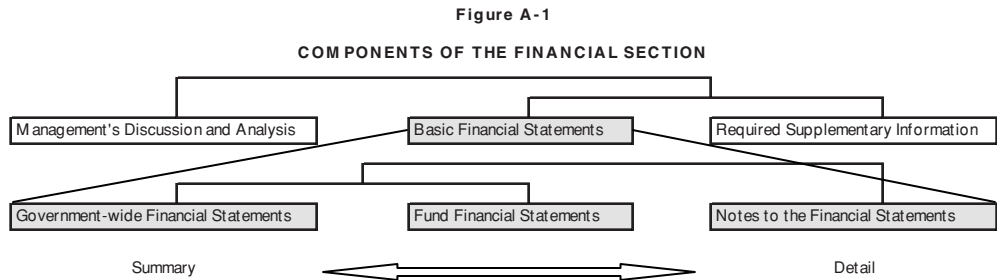 Figure A-1
COMPONENTS OF THE FINANCIAL SECTION
Management's Discussion and Analysis
Basic Financial Statements
Required Supplementary Information
Government-wide Financial Statements
Fund Financial Statements
Notes to the Financial Statements
Summary
Detail